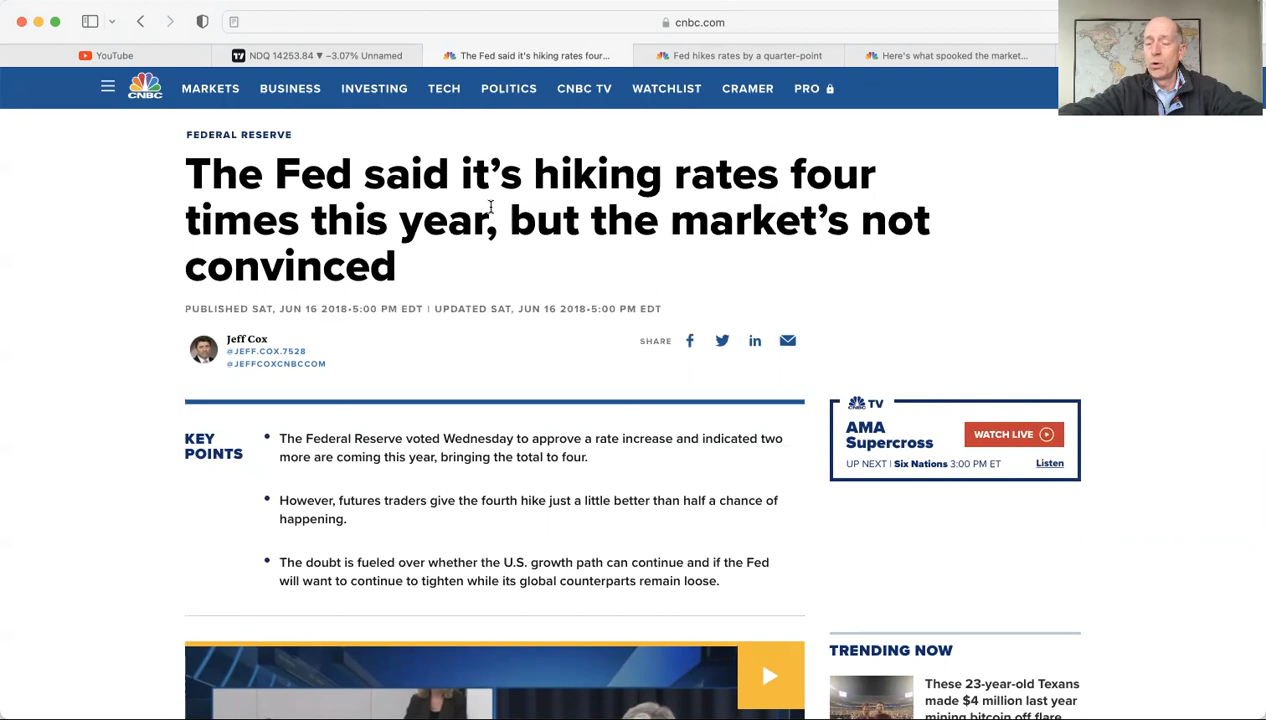 cnbc.com
YouTube
NDQ 14253.84 ▼ −3.07% Unnamed
The Fed said it's hiking rates four...
Fed hikes rates by a quarter-point
Here's what spooked the market...
CNBC
MARKETS
BUSINESS
INVESTING
TECH
POLITICS
CNBC TV
WATCHLIST
CRAMER
PRO
FEDERAL RESERVE
The Fed said it's hiking rates four
times this year, but the market's not
convinced
PUBLISHED SAT, JUN 16 2018•5:00 PM EDT | UPDATED SAT, JUN 16 2018•5:00 PM EDT
Jeff Cox
@JEFF.COX.7528
@JEFFCOXCNBCCOM
SHARE
KEY
POINTS
• The Federal Reserve voted Wednesday to approve a rate increase and indicated two
more are coming this year, bringing the total to four.
• However, futures traders give the fourth hike just a little better than half a chance of
happening.
• The doubt is fueled over whether the U.S. growth path can continue and if the Fed
will want to continue to tighten while its global counterparts remain loose.
CNBC TV
AMA
Supercross
WATCH LIVE
UP NEXT | Six Nations 3:00 PM ET
Listen
TRENDING NOW
These 23-year-old Texans
made $4 million last year
mining bitcoin off flare